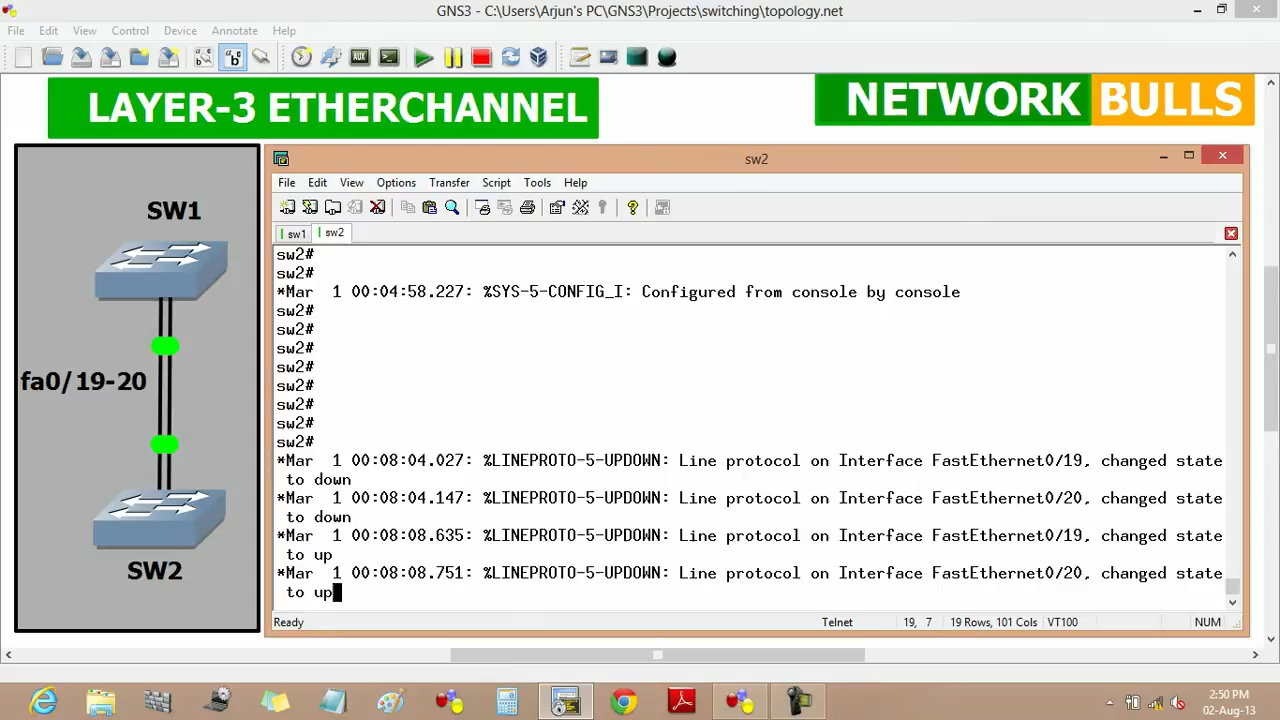 GNS3 - C:\Users\Arjun's PC\GNS3\Projects\switching\topology.net
File Edit View Control Device Annotate Help
LAYER-3 ETHERCHANNEL
NETWORK BULLS
SW1
fa0/19-20
SW2
sw2
File Edit View Options Transfer Script Tools Help
sw1 sw2
sw2#
sw2#
*Mar 1 00:04:58.227: %SYS-5-CONFIG_I: Configured from console by console
sw2#
sw2#
sw2#
sw2#
sw2#
sw2#
sw2#
sw2#
*Mar 1 00:08:04.027: %LINEPROTO-5-UPDOWN: Line protocol on Interface FastEthernet0/19, changed state
to down
*Mar 1 00:08:04.147: %LINEPROTO-5-UPDOWN: Line protocol on Interface FastEthernet0/20, changed state
to down
*Mar 1 00:08:08.635: %LINEPROTO-5-UPDOWN: Line protocol on Interface FastEthernet0/19, changed state
to up
*Mar 1 00:08:08.751: %LINEPROTO-5-UPDOWN: Line protocol on Interface FastEthernet0/20, changed state
to up
Ready Telnet 19, 7 19 Rows, 101 Cols VT100 NUM
2:50 PM
02-Aug-13